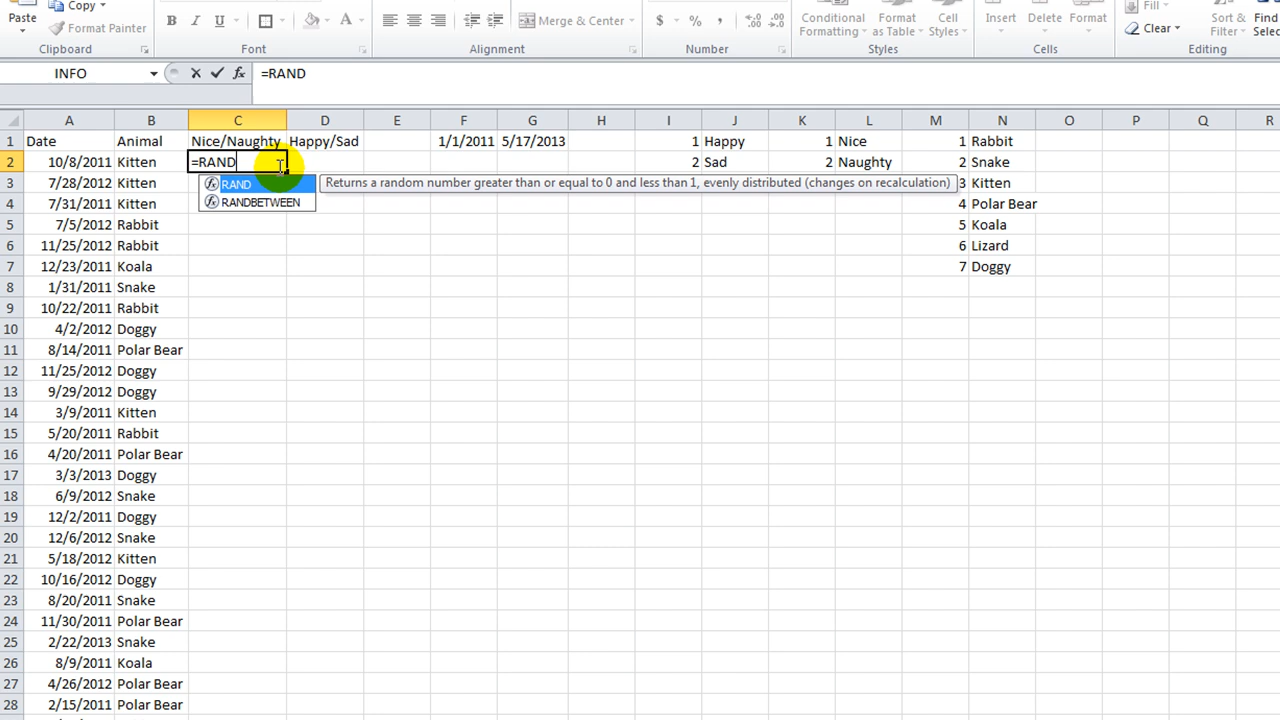 Copy
Fill
Paste
Format Painter
B I U A
Merge & Center
$ % ,
Conditional Formatting
Format as Table
Cell Styles
Insert Delete Format
Clear
Sort & Filter
Find
Clipboard Font Alignment Number Styles Cells Editing
INFO fx =RAND
A B C D E F G H I J K L M N O P Q R
1 Date Animal Nice/Naughty Happy/Sad 1/1/2011 5/17/2013 1 Happy 1 Nice 1 Rabbit
2 10/8/2011 Kitten =RAND 2 Sad 2 Naughty 2 Snake
3 7/28/2012 Kitten RAND Returns a random number greater than or equal to 0 and less than 1, evenly distributed (changes on recalculation) 3 Kitten
4 7/31/2011 Kitten RANDBETWEEN 4 Polar Bear
5 7/5/2012 Rabbit 5 Koala
6 11/25/2012 Rabbit 6 Lizard
7 12/23/2011 Koala 7 Doggy
8 1/31/2011 Snake
9 10/22/2011 Rabbit
10 4/2/2012 Doggy
11 8/14/2011 Polar Bear
12 11/25/2012 Doggy
13 9/29/2012 Doggy
14 3/9/2011 Kitten
15 5/20/2011 Rabbit
16 4/20/2011 Polar Bear
17 3/3/2013 Doggy
18 6/9/2012 Snake
19 12/2/2011 Doggy
20 12/6/2012 Snake
21 5/18/2012 Kitten
22 10/16/2012 Doggy
23 8/20/2011 Snake
24 11/30/2011 Polar Bear
25 2/22/2013 Snake
26 8/9/2011 Koala
27 4/26/2012 Polar Bear
28 2/15/2011 Polar Bear